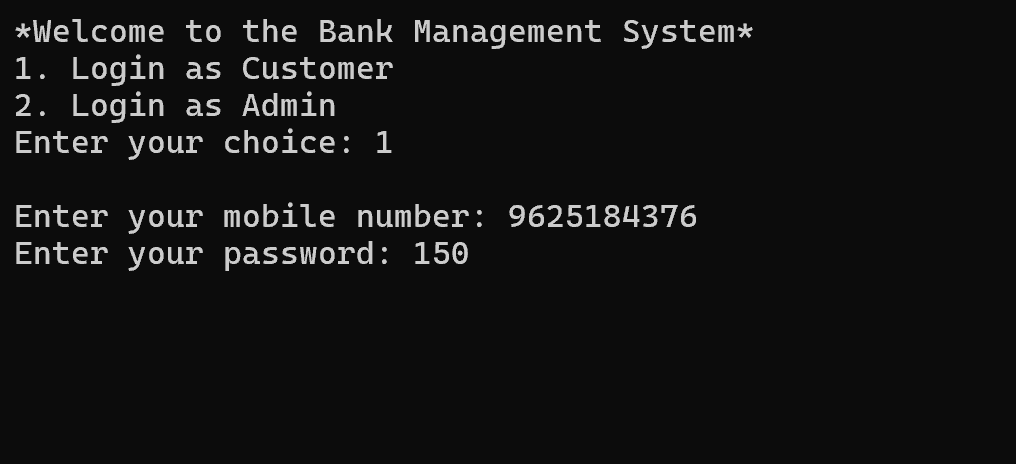 *Welcome to the Bank Management System*
1. Login as Customer
2. Login as Admin
Enter your choice: 1
Enter your mobile number: 9625184376
Enter your password: 150